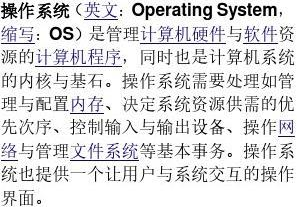 操作系统（英文：Operating System，
缩写：OS）是管理计算机硬件与软件资
源的计算机程序，同时也是计算机系统
的内核与基石。操作系统需要处理如管
理与配置内存、决定系统资源供需的优
先次序、控制输入与输出设备、操作网
络与管理文件系统等基本事务。操作系
统也提供一个让用户与系统交互的操作
界面。